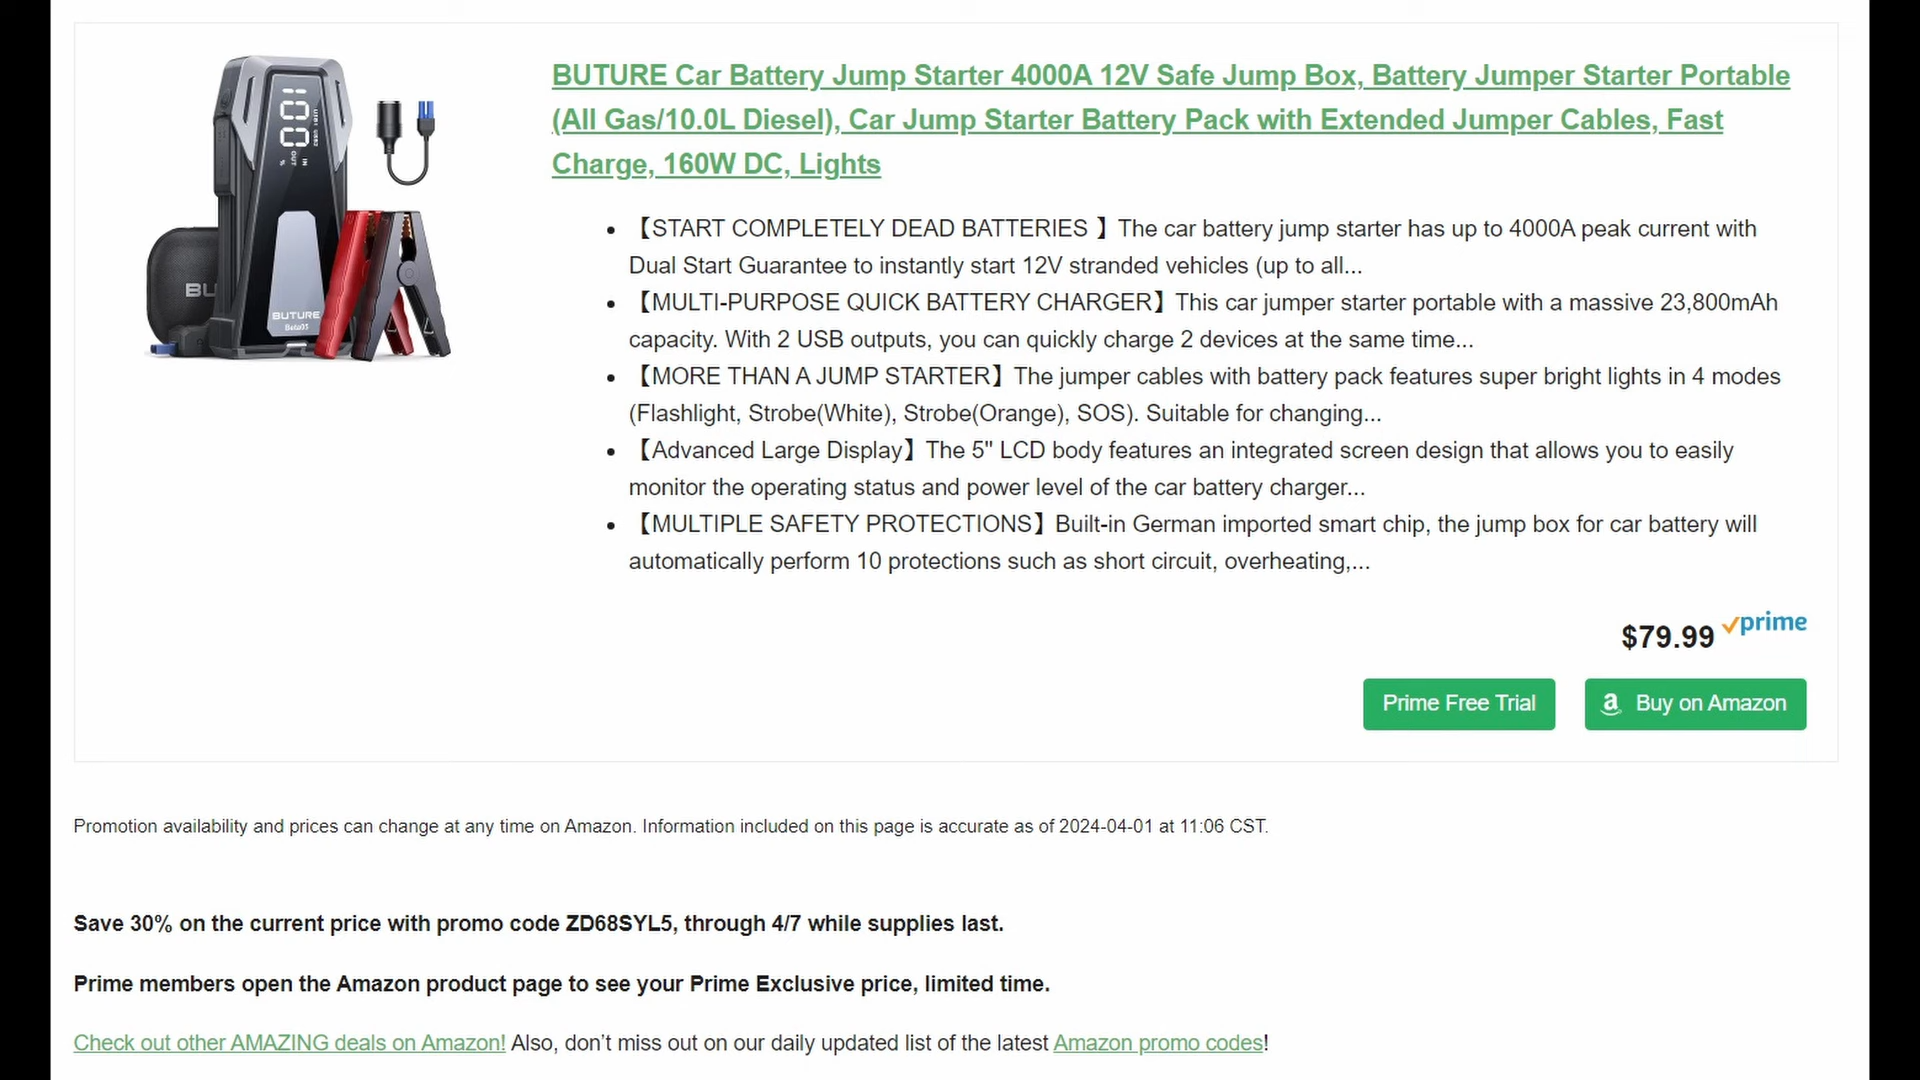 BUTURE Car Battery Jump Starter 4000A 12V Safe Jump Box, Battery Jumper Starter Portable
(All Gas/10.0L Diesel), Car Jump Starter Battery Pack with Extended Jumper Cables, Fast
Charge, 160W DC, Lights
100
%
OUT
IN
USB1 USB2
BU
BUTURE
Beta05
• 【START COMPLETELY DEAD BATTERIES 】The car battery jump starter has up to 4000A peak current with
Dual Start Guarantee to instantly start 12V stranded vehicles (up to all...
• 【MULTI-PURPOSE QUICK BATTERY CHARGER】This car jumper starter portable with a massive 23,800mAh
capacity. With 2 USB outputs, you can quickly charge 2 devices at the same time...
• 【MORE THAN A JUMP STARTER】The jumper cables with battery pack features super bright lights in 4 modes
(Flashlight, Strobe(White), Strobe(Orange), SOS). Suitable for changing...
• 【Advanced Large Display】The 5" LCD body features an integrated screen design that allows you to easily
monitor the operating status and power level of the car battery charger...
• 【MULTIPLE SAFETY PROTECTIONS】Built-in German imported smart chip, the jump box for car battery will
automatically perform 10 protections such as short circuit, overheating,...
$79.99 prime
Prime Free Trial
a Buy on Amazon
Promotion availability and prices can change at any time on Amazon. Information included on this page is accurate as of 2024-04-01 at 11:06 CST.
Save 30% on the current price with promo code ZD68SYL5, through 4/7 while supplies last.
Prime members open the Amazon product page to see your Prime Exclusive price, limited time.
Check out other AMAZING deals on Amazon! Also, don't miss out on our daily updated list of the latest Amazon promo codes!